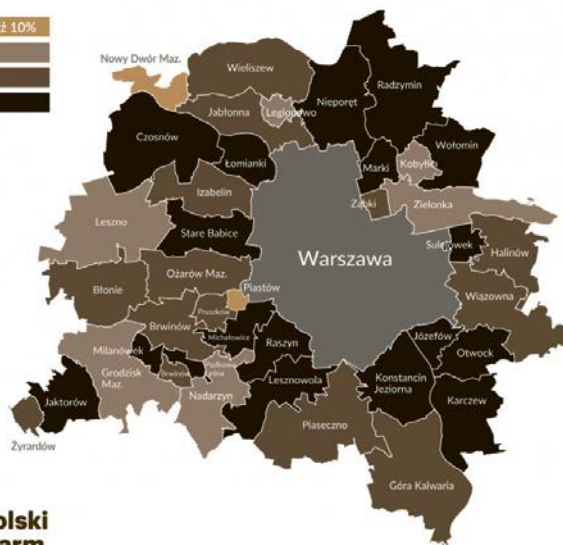 ż 10%
Nowy Dwór Maz.
Wieliszew
Radzymin
Nieporęt
Jabłonna
Legionowo
Czosnów
Wołomin
Łomianki
Marki
Kobyłka
Izabelin
Ząbki
Zielonka
Leszno
Stare Babice
Sulejówek
Halinów
Warszawa
Ożarów Maz.
Błonie
Piastów
Wiązowna
Pruszków
Brwinów
Michałowice
Raszyn
Józefów
Milanówek
Otwock
Podkowa
Leśna
Brwinów
Grodzisk
Maz.
Lesznowola
Konstancin
Jeziorna
Jaktorów
Nadarzyn
Karczew
Piaseczno
Żyrardów
Góra Kalwaria
olski
arm